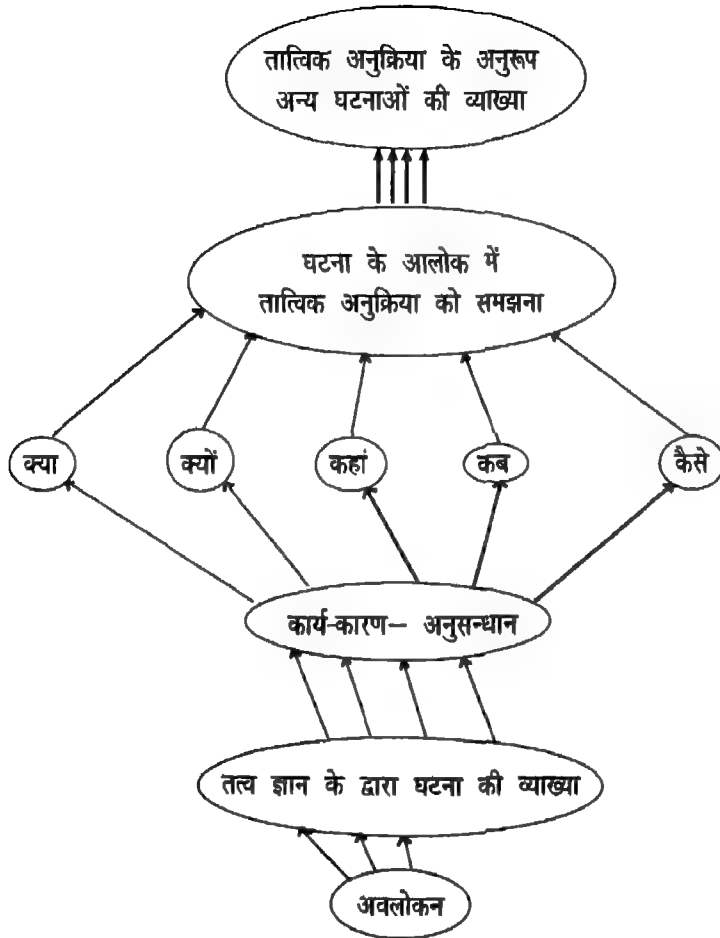 तात्विक अनुक्रिया के अनुरूप
अन्य घटनाओं की व्याख्या
घटना के आलोक में
तात्विक अनुक्रिया को समझना
क्या
क्यों
कहां
कब
कैसे
कार्य-कारण– अनुसन्धान
तत्व ज्ञान के द्वारा घटना की व्याख्या
अवलोकन